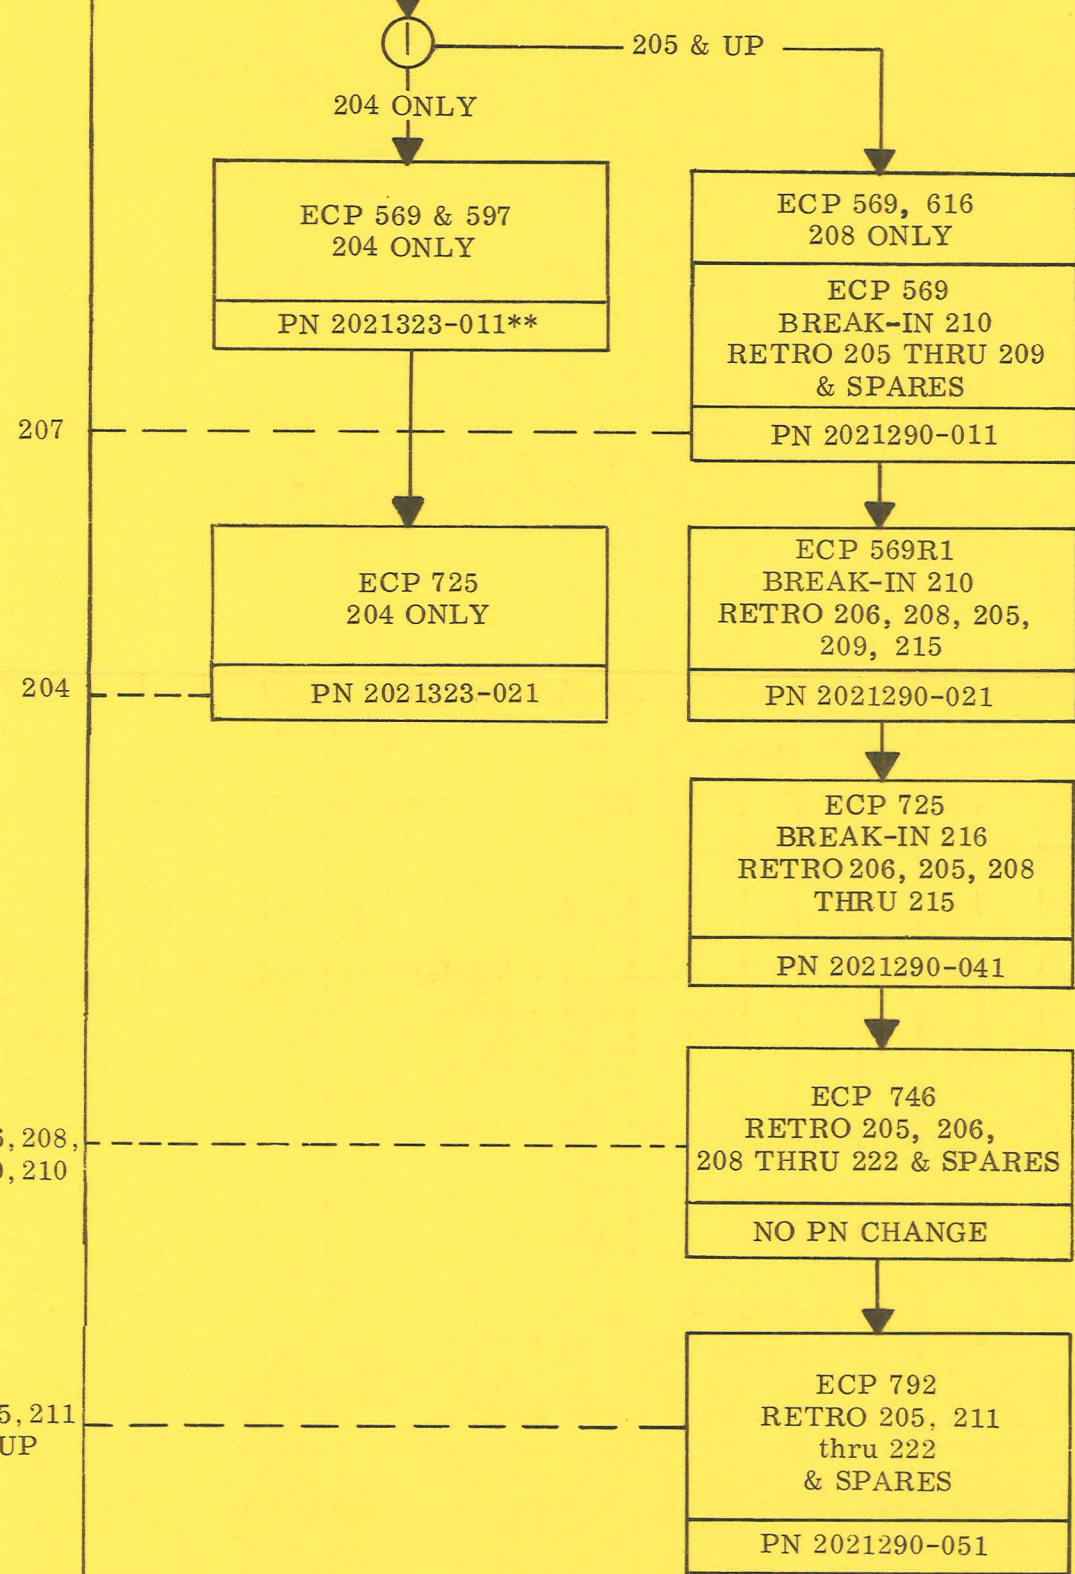 205 & UP
204 ONLY
ECP 569 & 597
204 ONLY
PN 2021323-011**
ECP 569, 616
208 ONLY
ECP 569
BREAK-IN 210
RETRO 205 THRU 209
& SPARES
PN 2021290-011
207
ECP 725
204 ONLY
PN 2021323-021
204
ECP 569R1
BREAK-IN 210
RETRO 206, 208, 205,
209, 215
PN 2021290-021
ECP 725
BREAK-IN 216
RETRO 206, 205, 208
THRU 215
PN 2021290-041
ECP 746
RETRO 205, 206,
208 THRU 222 & SPARES
NO PN CHANGE
208,
210
ECP 792
RETRO 205, 211
thru 222
& SPARES
PN 2021290-051
211
UP